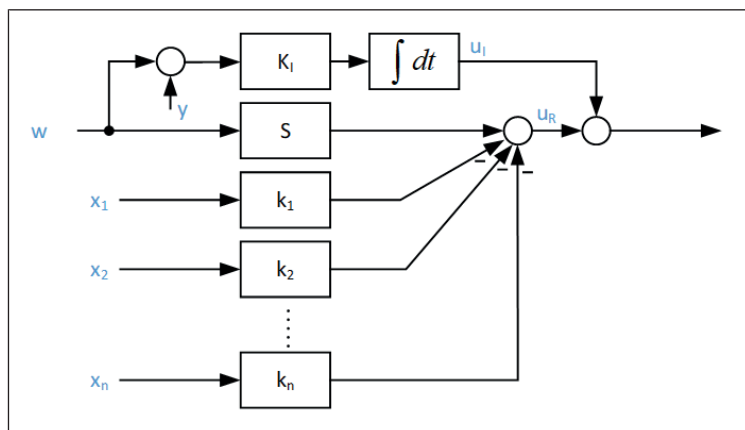 K_I
∫ dt
u_I
y
w
S
u_R
x_1
k_1
x_2
k_2
x_n
k_n